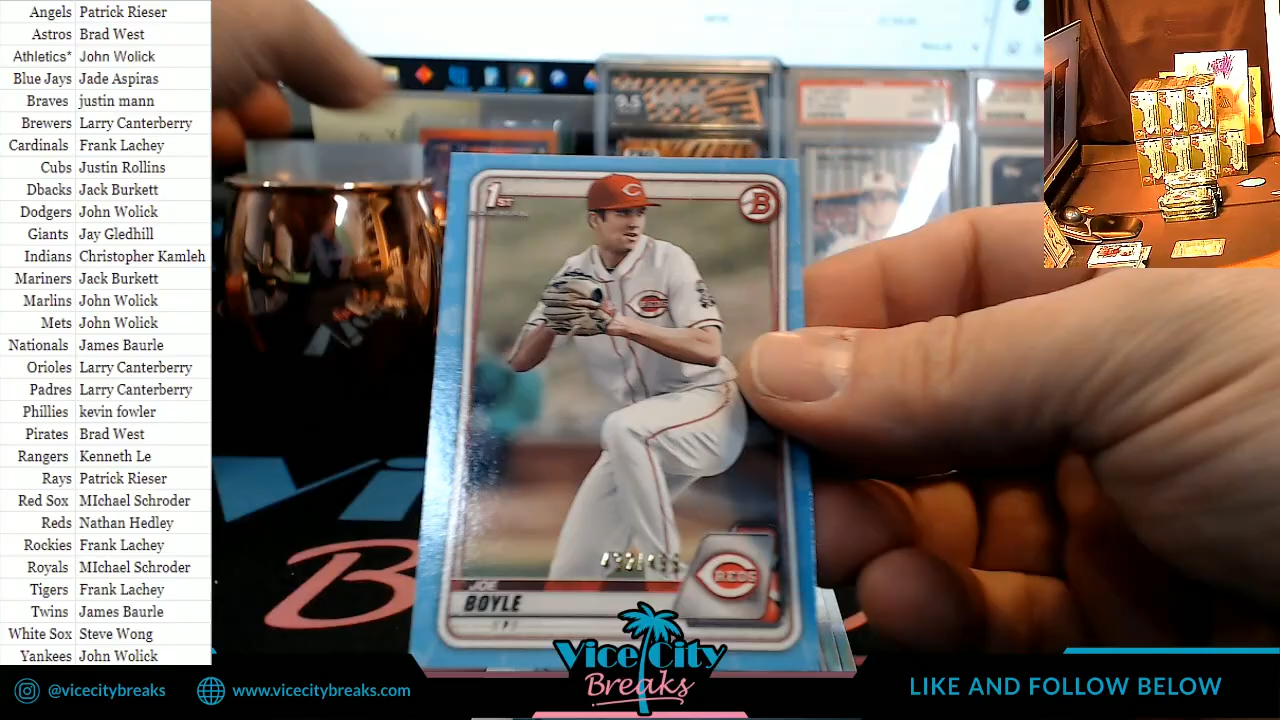 Angels Patrick Rieser
Astros Brad West
Athletics* John Wolick
Blue Jays Jade Aspiras
Braves justin mann
Brewers Larry Canterberry
Cardinals Frank Lachey
Cubs Justin Rollins
Dbacks Jack Burkett
Dodgers John Wolick
Giants Jay Gledhill
Indians Christopher Kamleh
Mariners Jack Burkett
Marlins John Wolick
Mets John Wolick
Nationals James Baurle
Orioles Larry Canterberry
Padres Larry Canterberry
Phillies kevin fowler
Pirates Brad West
Rangers Kenneth Le
Rays Patrick Rieser
Red Sox MIchael Schroder
Reds Nathan Hedley
Rockies Frank Lachey
Royals MIchael Schroder
Tigers Frank Lachey
Twins James Baurle
White Sox Steve Wong
Yankees John Wolick
9.5
1ST
B
C
REDS
REDS
JOE
BOYLE
Vice City
Breaks
@vicecitybreaks
www.vicecitybreaks.com
LIKE AND FOLLOW BELOW